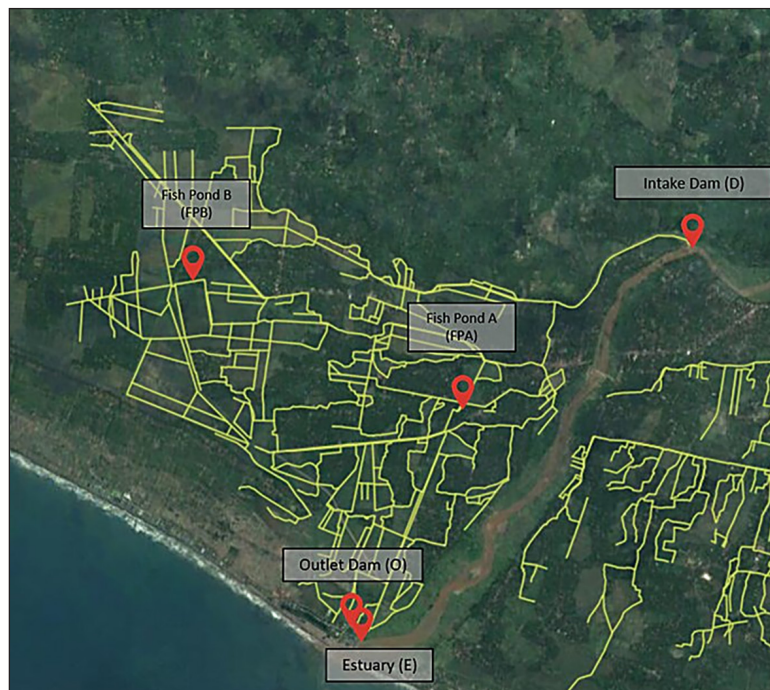 Intake Dam (D)
Fish Pond B
(FPB)
Fish Pond A
(FPA)
Outlet Dam (O)
Estuary (E)